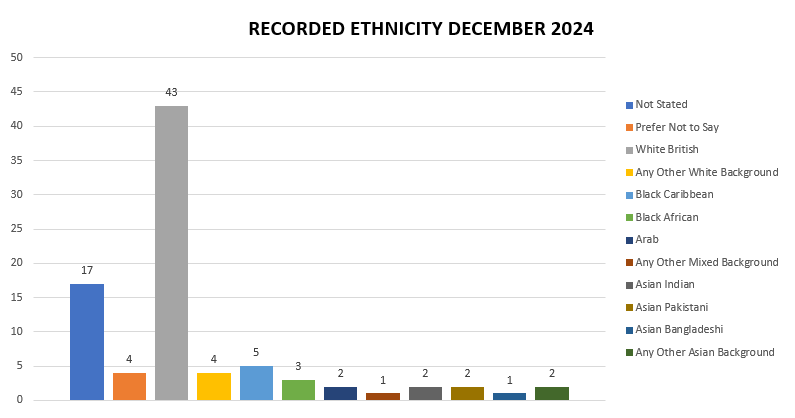 RECORDED ETHNICITY DECEMBER 2024
50
45
40
35
30
25
20
15
10
5
0
17
4
43
4
5
3
2
1
2
2
1
2
Not Stated
Prefer Not to Say
White British
Any Other White Background
Black Caribbean
Black African
Arab
Any Other Mixed Background
Asian Indian
Asian Pakistani
Asian Bangladeshi
Any Other Asian Background